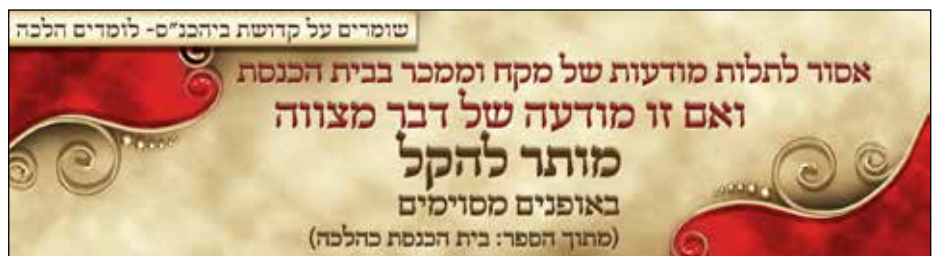 שומרים על קדושת ביהכנ"ס- לומדים הלכה
אסור לתלות מודעות של מקח וממכר בבית הכנסת
ואם זו מודעה של דבר מצווה
מותר להקל
באופנים מסוימים
(מתוך הספר: בית הכנסת כהלכה)